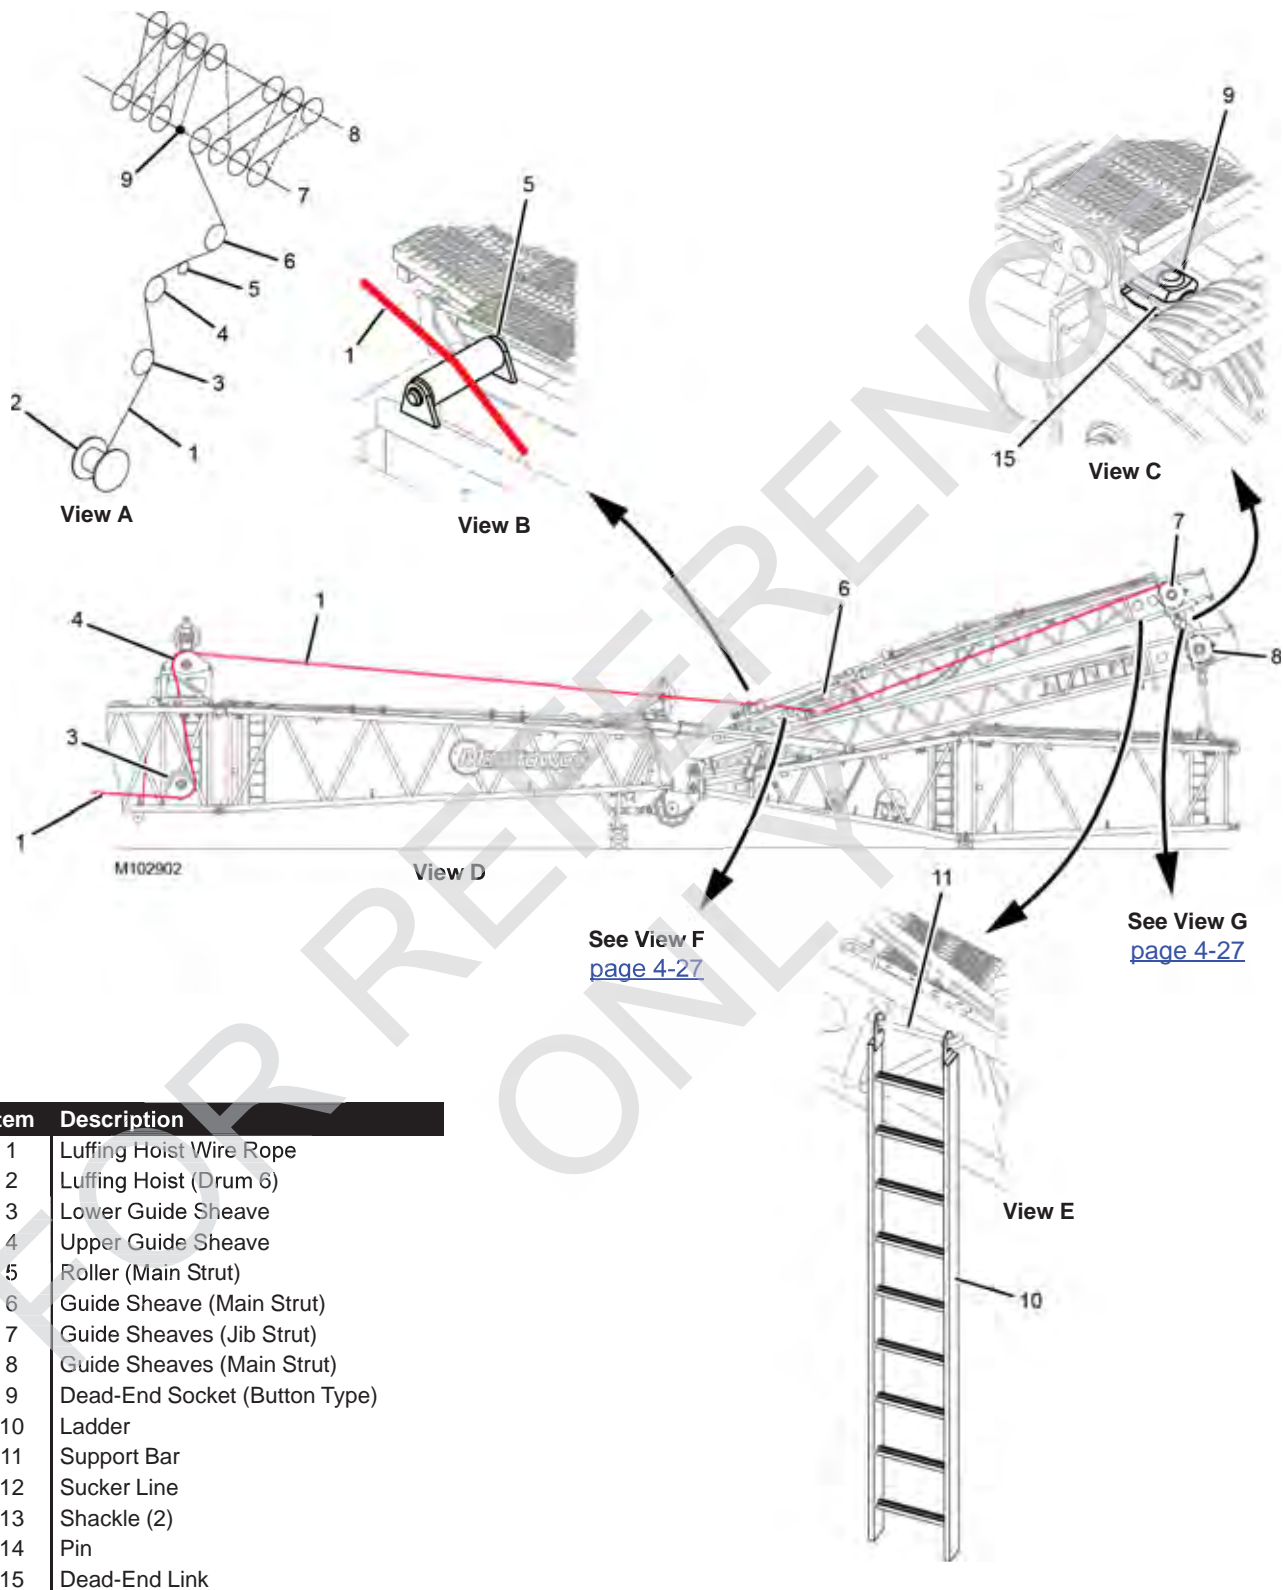 9
8
9
7
5
6
5
1
4
3
2
1
15
View A
View B
View C
7
1
6
4
8
3
1
M102902
View D
11
See View F
page 4-27
See View G
page 4-27
View E
10
tem Description
1 Luffing Hoist Wire Rope
2 Luffing Hoist (Drum 6)
3 Lower Guide Sheave
4 Upper Guide Sheave
5 Roller (Main Strut)
6 Guide Sheave (Main Strut)
7 Guide Sheaves (Jib Strut)
8 Guide Sheaves (Main Strut)
9 Dead-End Socket (Button Type)
10 Ladder
11 Support Bar
12 Sucker Line
13 Shackle (2)
14 Pin
15 Dead-End Link
FOR REFERENCE
ONLY